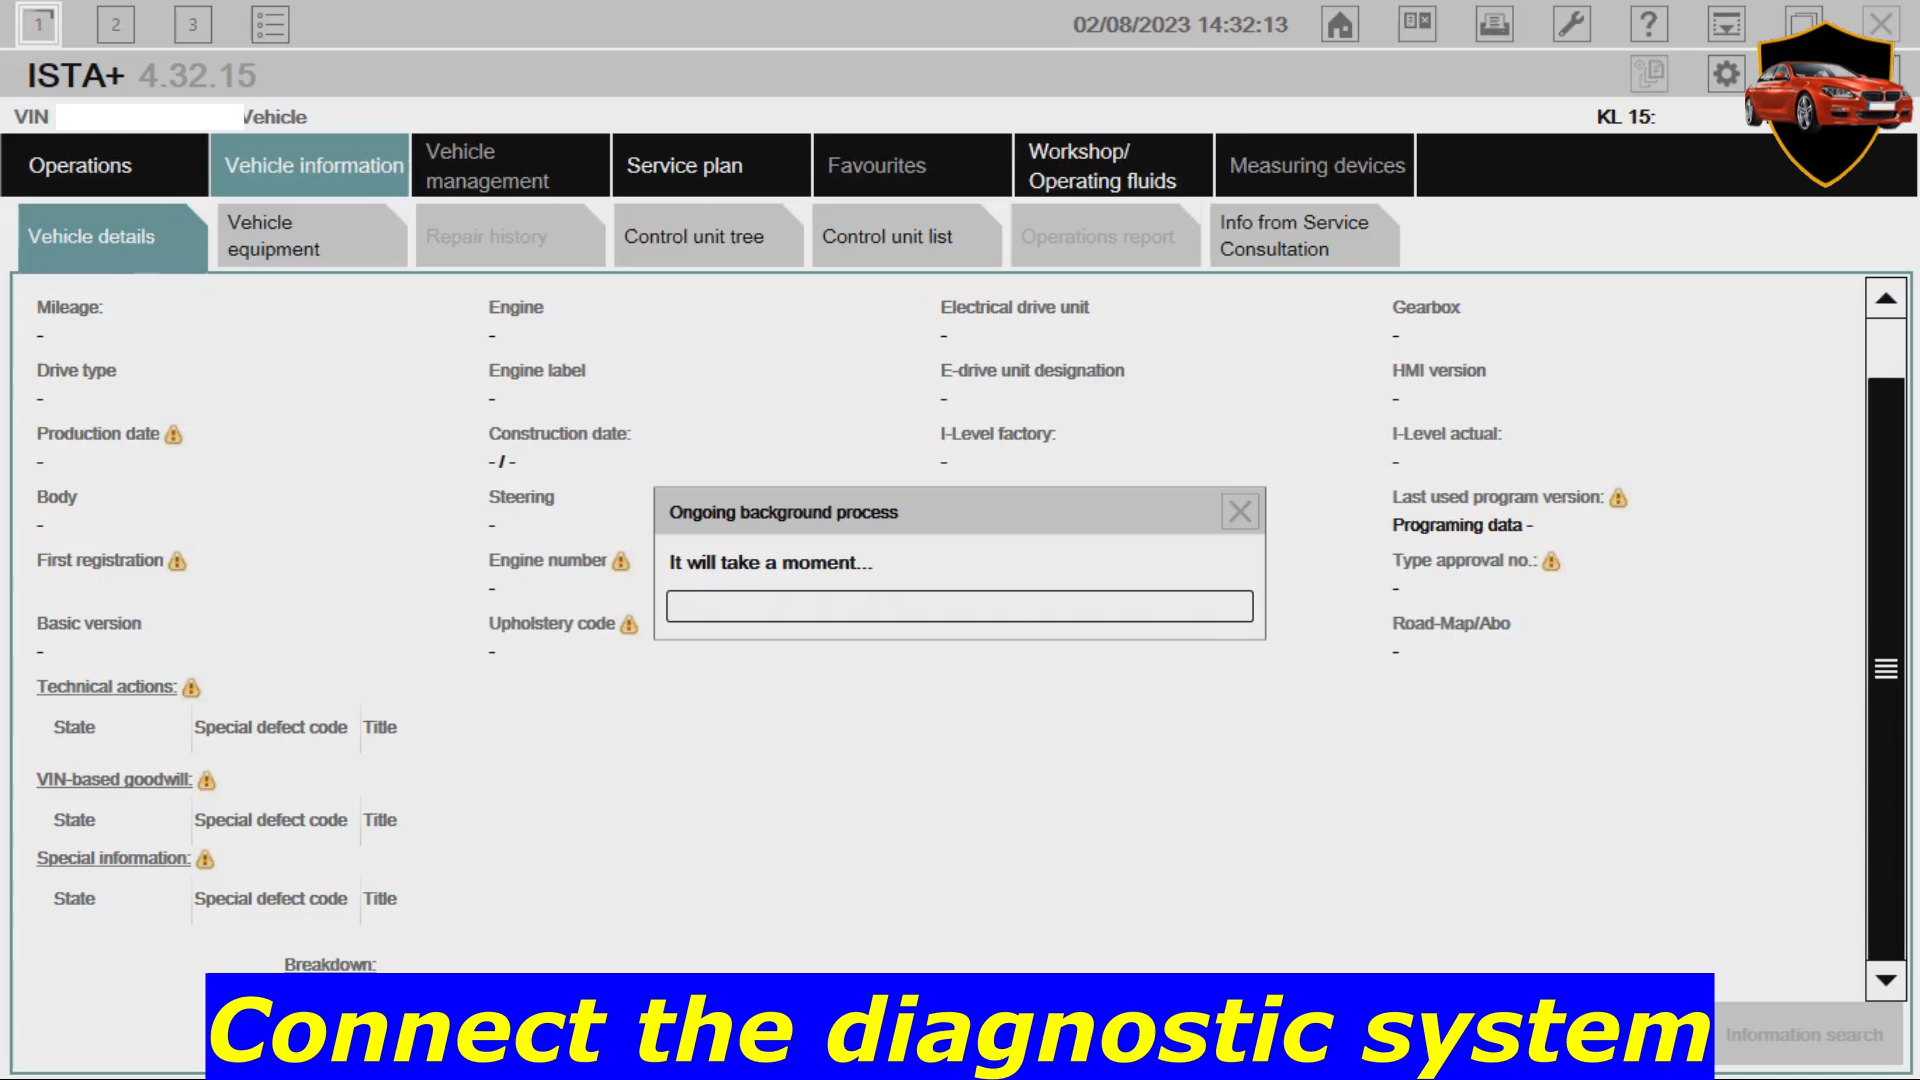 1
2
3
02/08/2023 14:32:13
ISTA+ 4.32.15
VIN
Vehicle
KL 15:
Operations
Vehicle information
Vehicle
management
Service plan
Favourites
Workshop/
Operating fluids
Measuring devices
Vehicle details
Vehicle
equipment
Repair history
Control unit tree
Control unit list
Operations report
Info from Service
Consultation
Mileage:
-
Engine
-
Electrical drive unit
-
Gearbox
-
Drive type
-
Engine label
-
E-drive unit designation
-
HMI version
-
Production date
-
Construction date:
- / -
I-Level factory:
-
I-Level actual:
-
Body
-
Steering
-
Ongoing background process
It will take a moment...
Last used program version:
Programing data -
First registration
Engine number
-
Type approval no.:
-
Basic version
-
Upholstery code
-
Road-Map/Abo
-
Technical actions:
State Special defect code Title
VIN-based goodwill:
State Special defect code Title
Special information:
State Special defect code Title
Breakdown:
Connect the diagnostic system
Information search